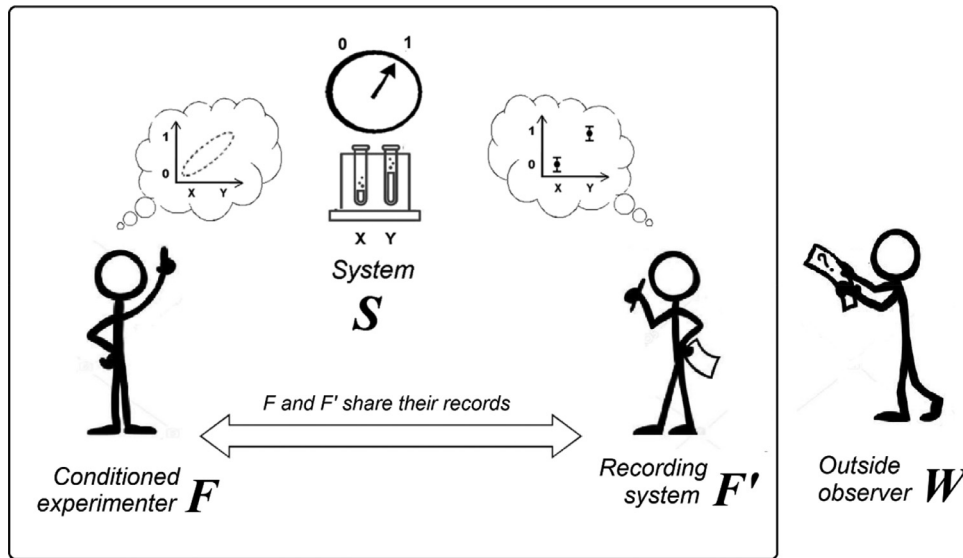 0 1
1
0
X Y
1
0
X Y
X Y
System
S
?
F and F' share their records
Conditioned
experimenter F
Recording
system F'
Outside
observer W